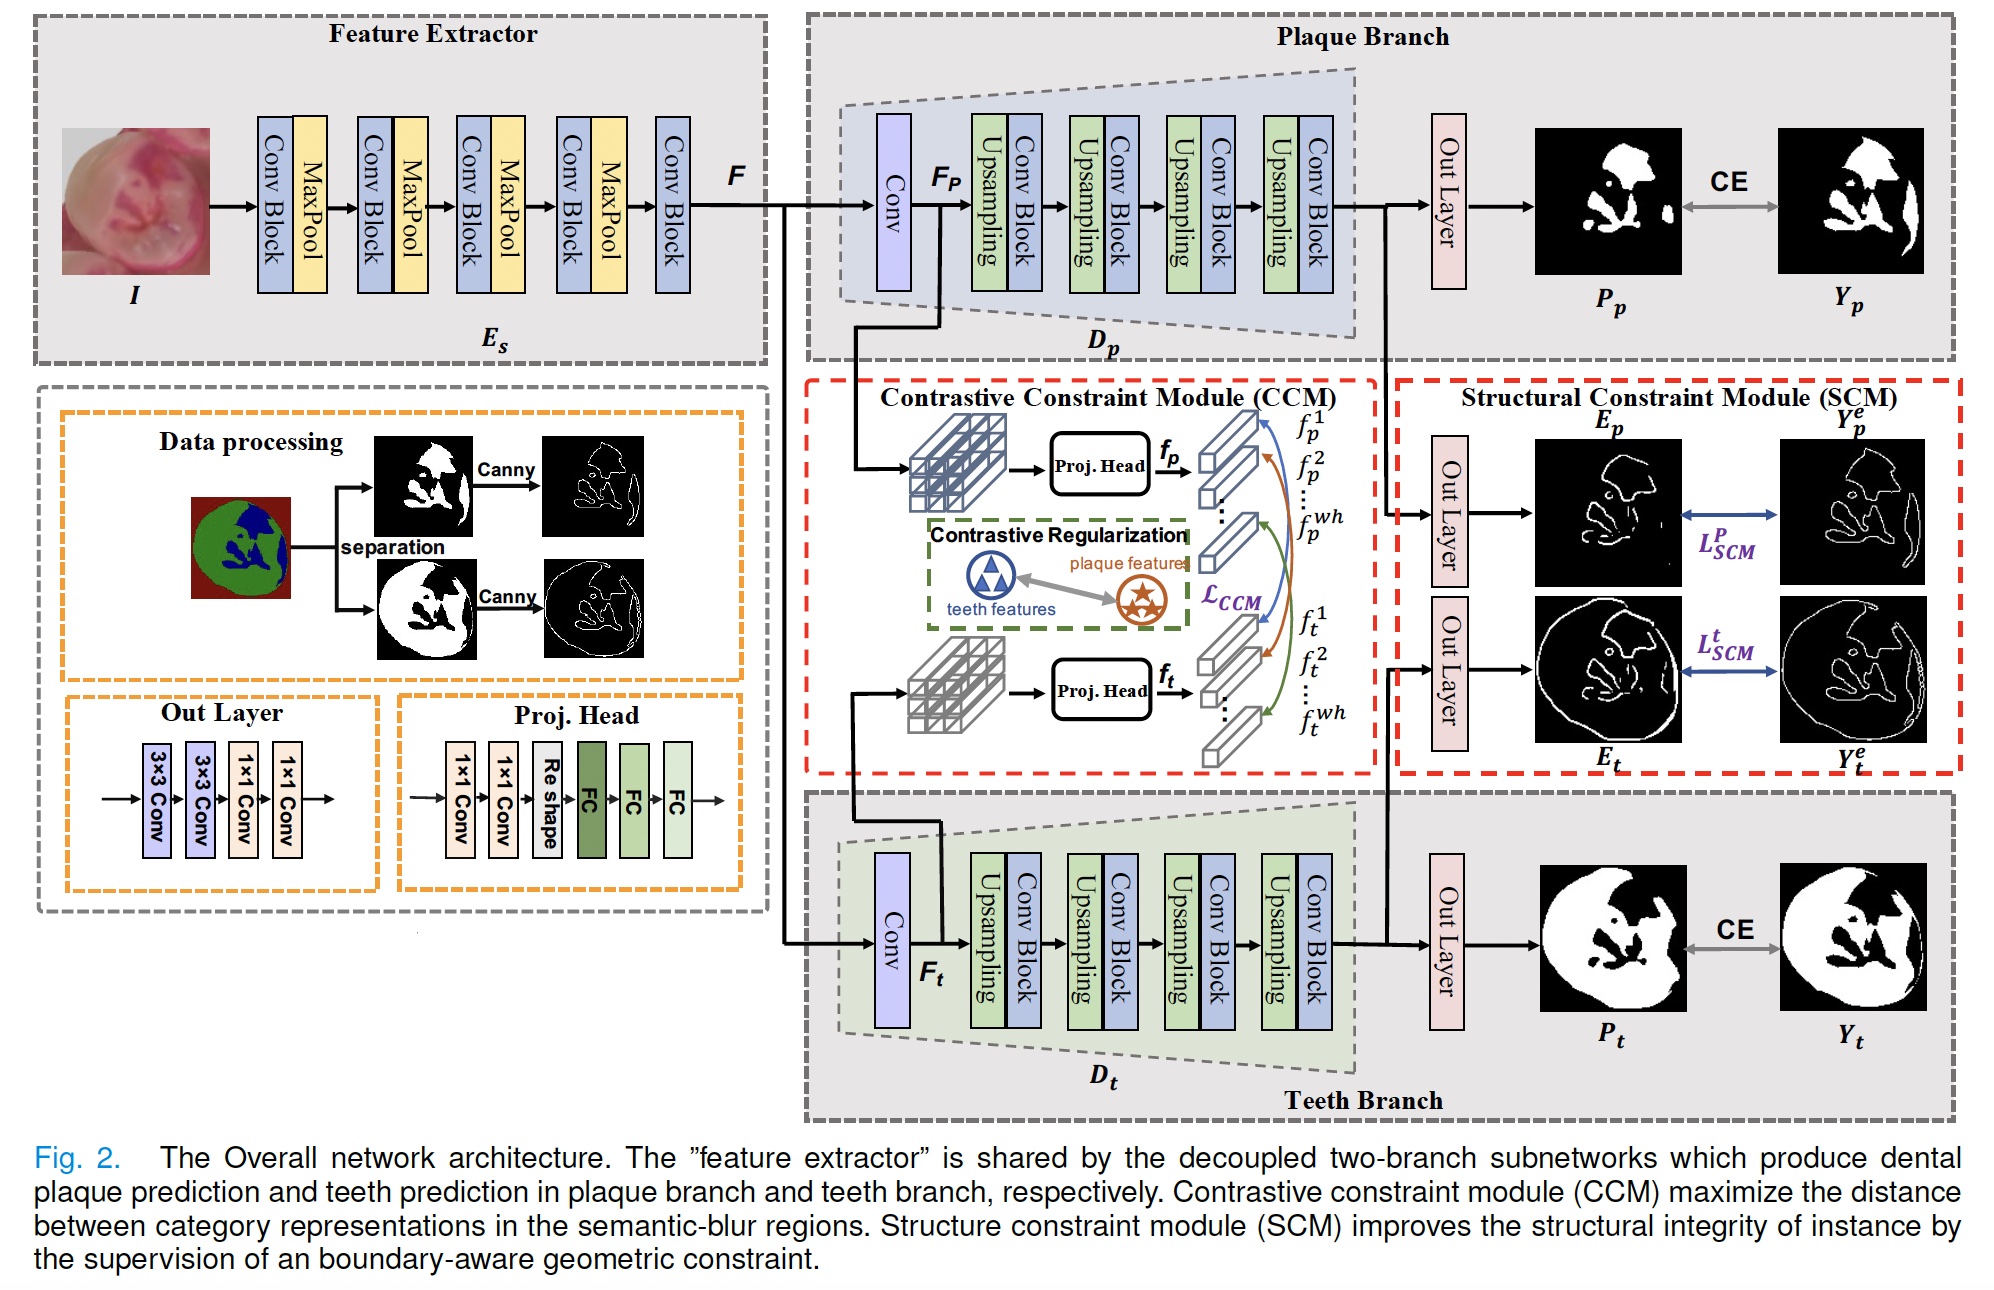 Feature Extractor
I
Conv Block
MaxPool
Conv Block
MaxPool
Conv Block
MaxPool
Conv Block
MaxPool
Conv Block
F
E_s
Plaque Branch
Conv
F_P
Upsampling
Conv Block
Upsampling
Conv Block
Upsampling
Conv Block
Upsampling
Conv Block
D_p
Out Layer
P_p
CE
Y_p
Data processing
separation
Canny
Canny
Out Layer
3×3 Conv
3×3 Conv
1×1 Conv
1×1 Conv
Proj. Head
1×1 Conv
1×1 Conv
Re shape
FC
FC
FC
Contrastive Constraint Module (CCM)
Proj. Head
f_p
f_p^1
f_p^2
...
f_p^{wh}
...
Contrastive Regularization
plaque features
teeth features
ℒ_CCM
Proj. Head
f_t
f_t^1
f_t^2
...
f_t^{wh}
...
Structural Constraint Module (SCM)
E_p
Y_p^e
Out Layer
L_{SCM}^P
Out Layer
L_{SCM}^t
E_t
Y_t^e
Conv
F_t
Upsampling
Conv Block
Upsampling
Conv Block
Upsampling
Conv Block
Upsampling
Conv Block
D_t
Out Layer
P_t
CE
Y_t
Teeth Branch
Fig. 2. The Overall network architecture. The ”feature extractor” is shared by the decoupled two-branch subnetworks which produce dental
plaque prediction and teeth prediction in plaque branch and teeth branch, respectively. Contrastive constraint module (CCM) maximize the distance
between category representations in the semantic-blur regions. Structure constraint module (SCM) improves the structural integrity of instance by
the supervision of an boundary-aware geometric constraint.